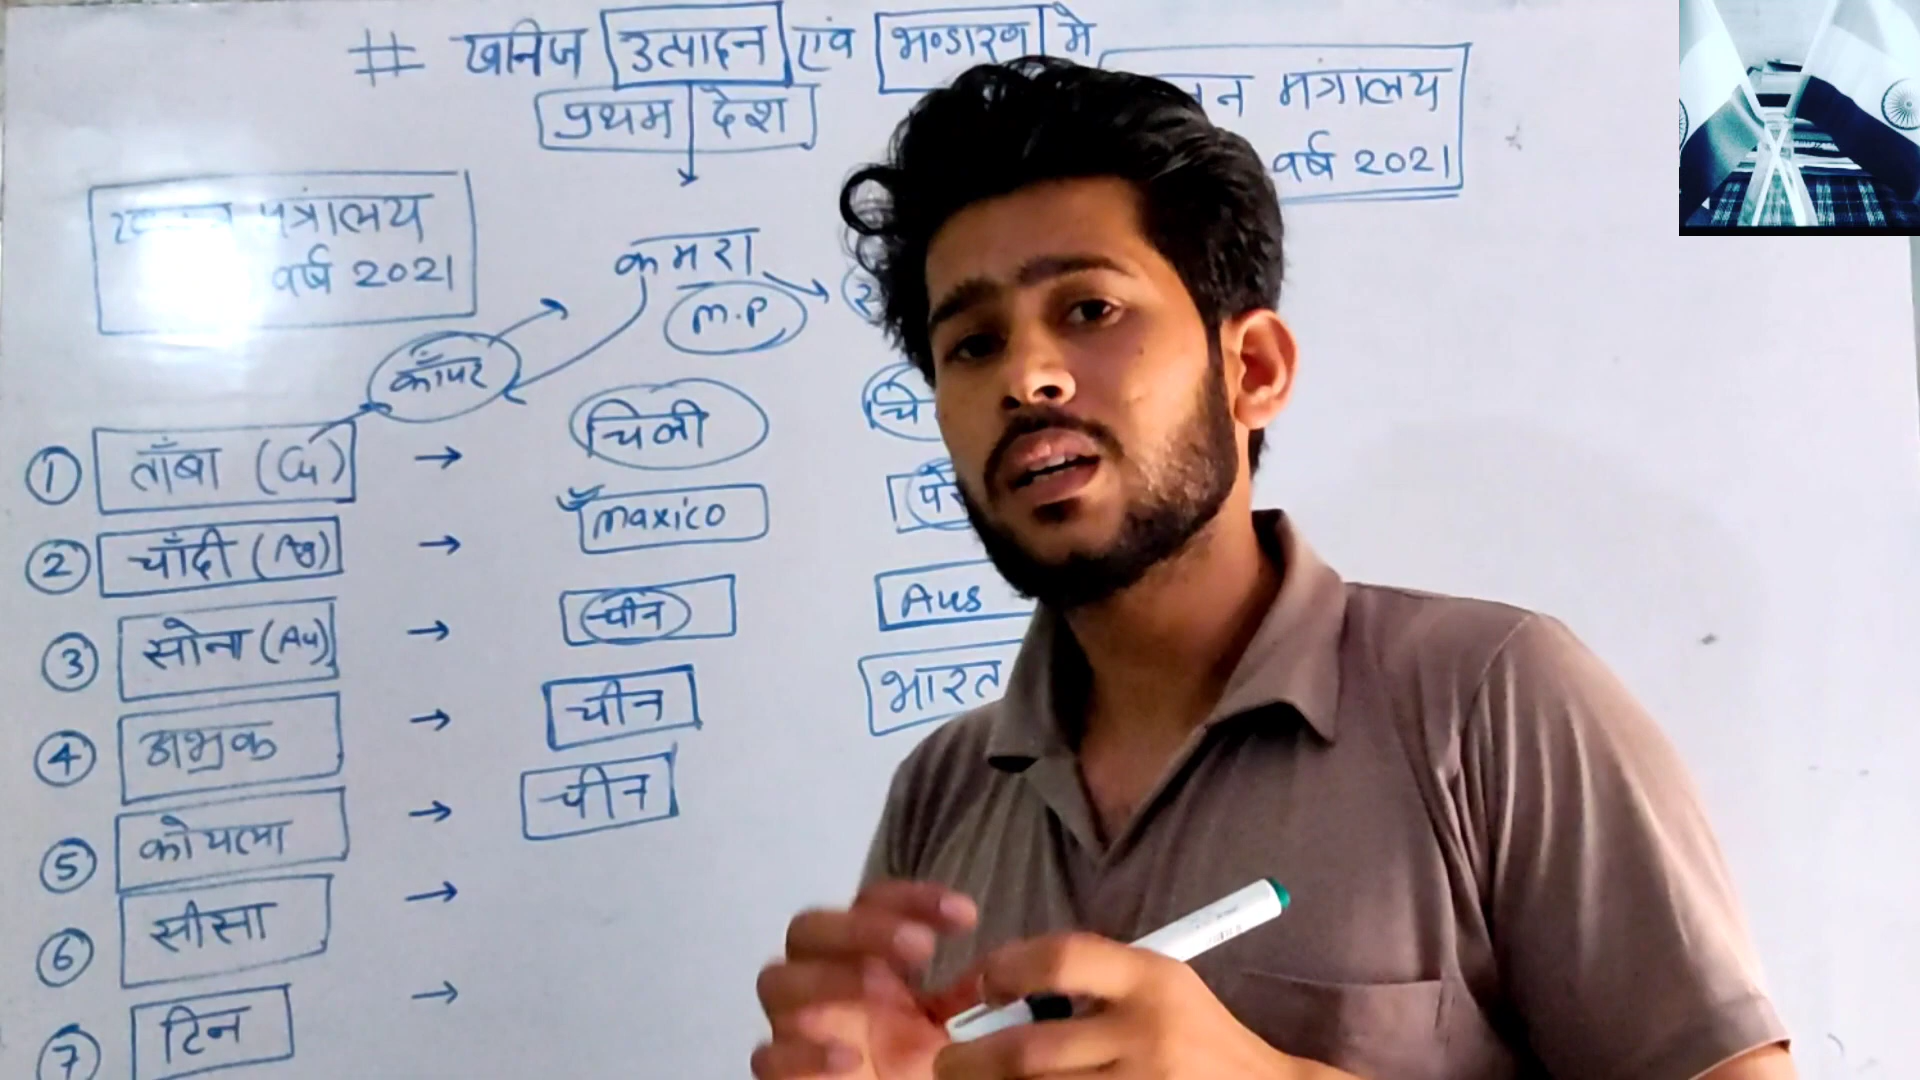 # खनिज उत्पादन एवं भण्डारण मे
प्रथम देश
मंत्रालय
वर्ष 2021
मंत्रालय
वर्ष 2021
कमरा
M.P
कॉपर
① ताँबा (Cu) → चिली
② चाँदी (Ag) → maxico
③ सोना (Au) → चीन Aus
④ अभ्रक → चीन भारत
⑤ कोयला → चीन
⑥ सीसा →
⑦ टिन →